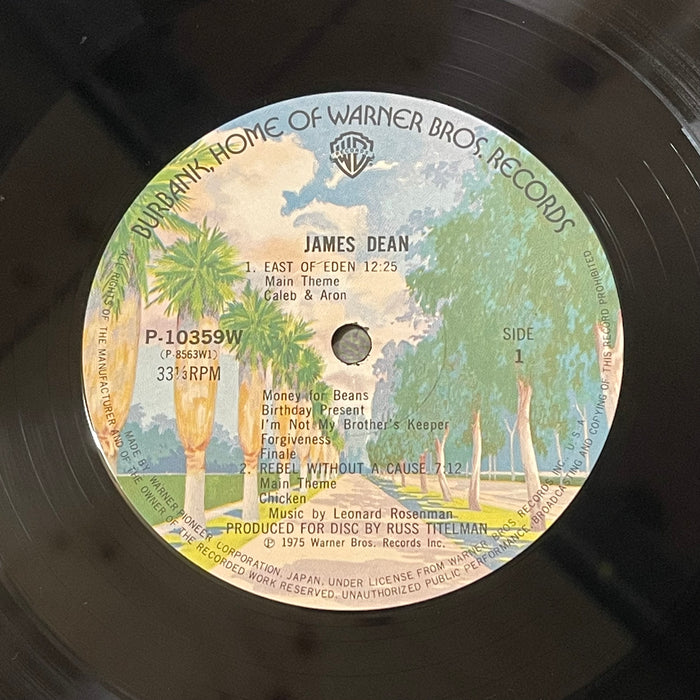 BURBANK, HOME OF WARNER BROS. RECORDS
WB
RECORDS
JAMES DEAN
1. EAST OF EDEN 12:25
Main Theme
Caleb & Aron
P-10359W
(P-8563W1)
33⅓RPM
SIDE
1
Money for Beans
Birthday Present
I'm Not My Brother's Keeper
Forgiveness
Finale
2. REBEL WITHOUT A CAUSE 7:12
Main Theme
Chicken
Music by Leonard Rosenman
PRODUCED FOR DISC BY RUSS TITELMAN
℗ 1975 Warner Bros. Records Inc.
MADE BY WARNER PIONEER CORPORATION, JAPAN, UNDER LICENSE FROM WARNER BROS. RECORDS INC., U.S.A.
ALL RIGHTS OF THE MANUFACTURER AND OF THE OWNER OF THE RECORDED WORK RESERVED. UNAUTHORIZED PUBLIC PERFORMANCE, BROADCASTING AND COPYING OF THIS RECORD PROHIBITED